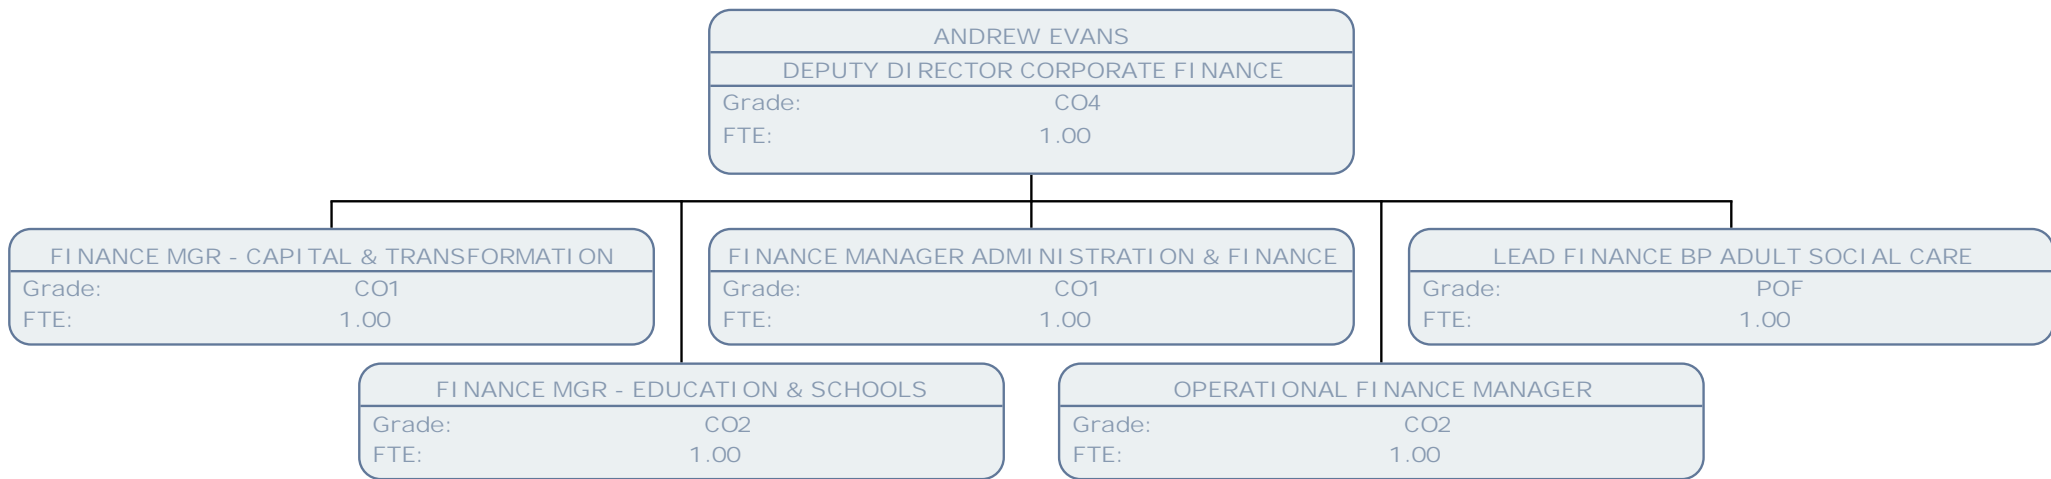 ANDREW EVANS
DEPUTY DIRECTOR CORPORATE FINANCE
Grade: CO4
FTE: 1.00
FINANCE MGR - CAPITAL & TRANSFORMATION
Grade: CO1
FTE: 1.00
FINANCE MANAGER ADMINISTRATION & FINANCE
Grade: CO1
FTE: 1.00
LEAD FINANCE BP ADULT SOCIAL CARE
Grade: POF
FTE: 1.00
FINANCE MGR - EDUCATION & SCHOOLS
Grade: CO2
FTE: 1.00
OPERATIONAL FINANCE MANAGER
Grade: CO2
FTE: 1.00